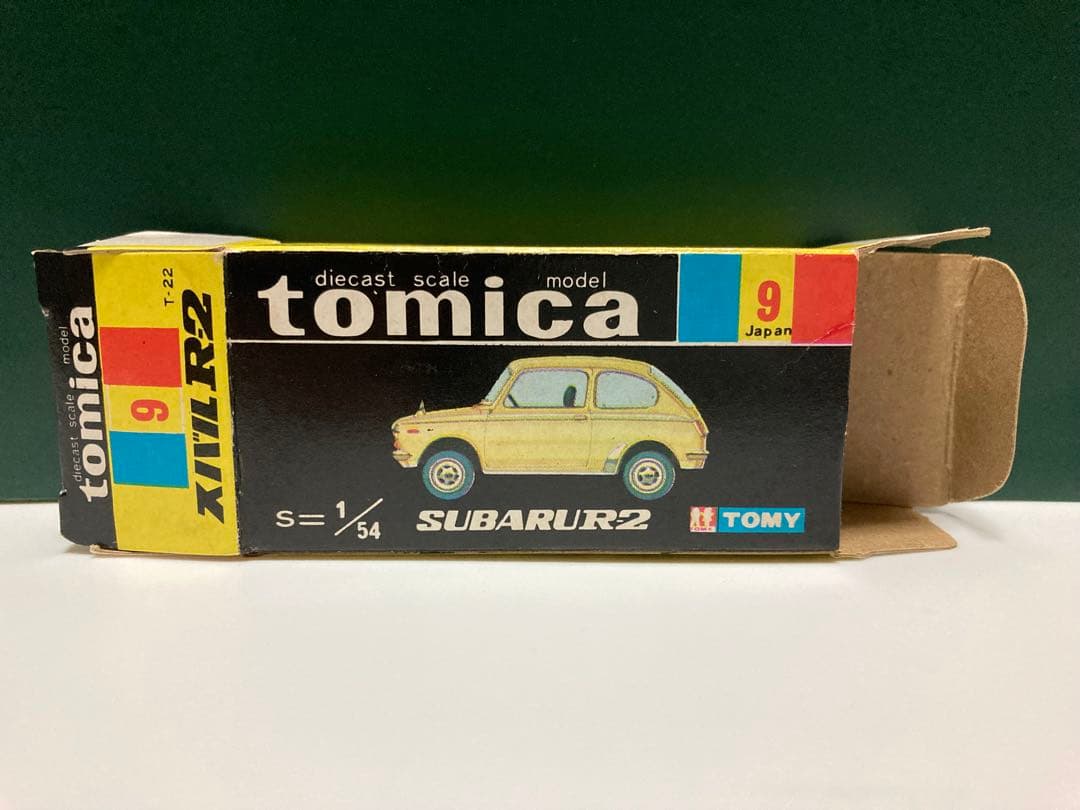 diecast scale model
tomica
9
スバル R-2
T-22
diecast scale model
tomica
9
Japan
S=1/54
SUBARU R-2
TOMY